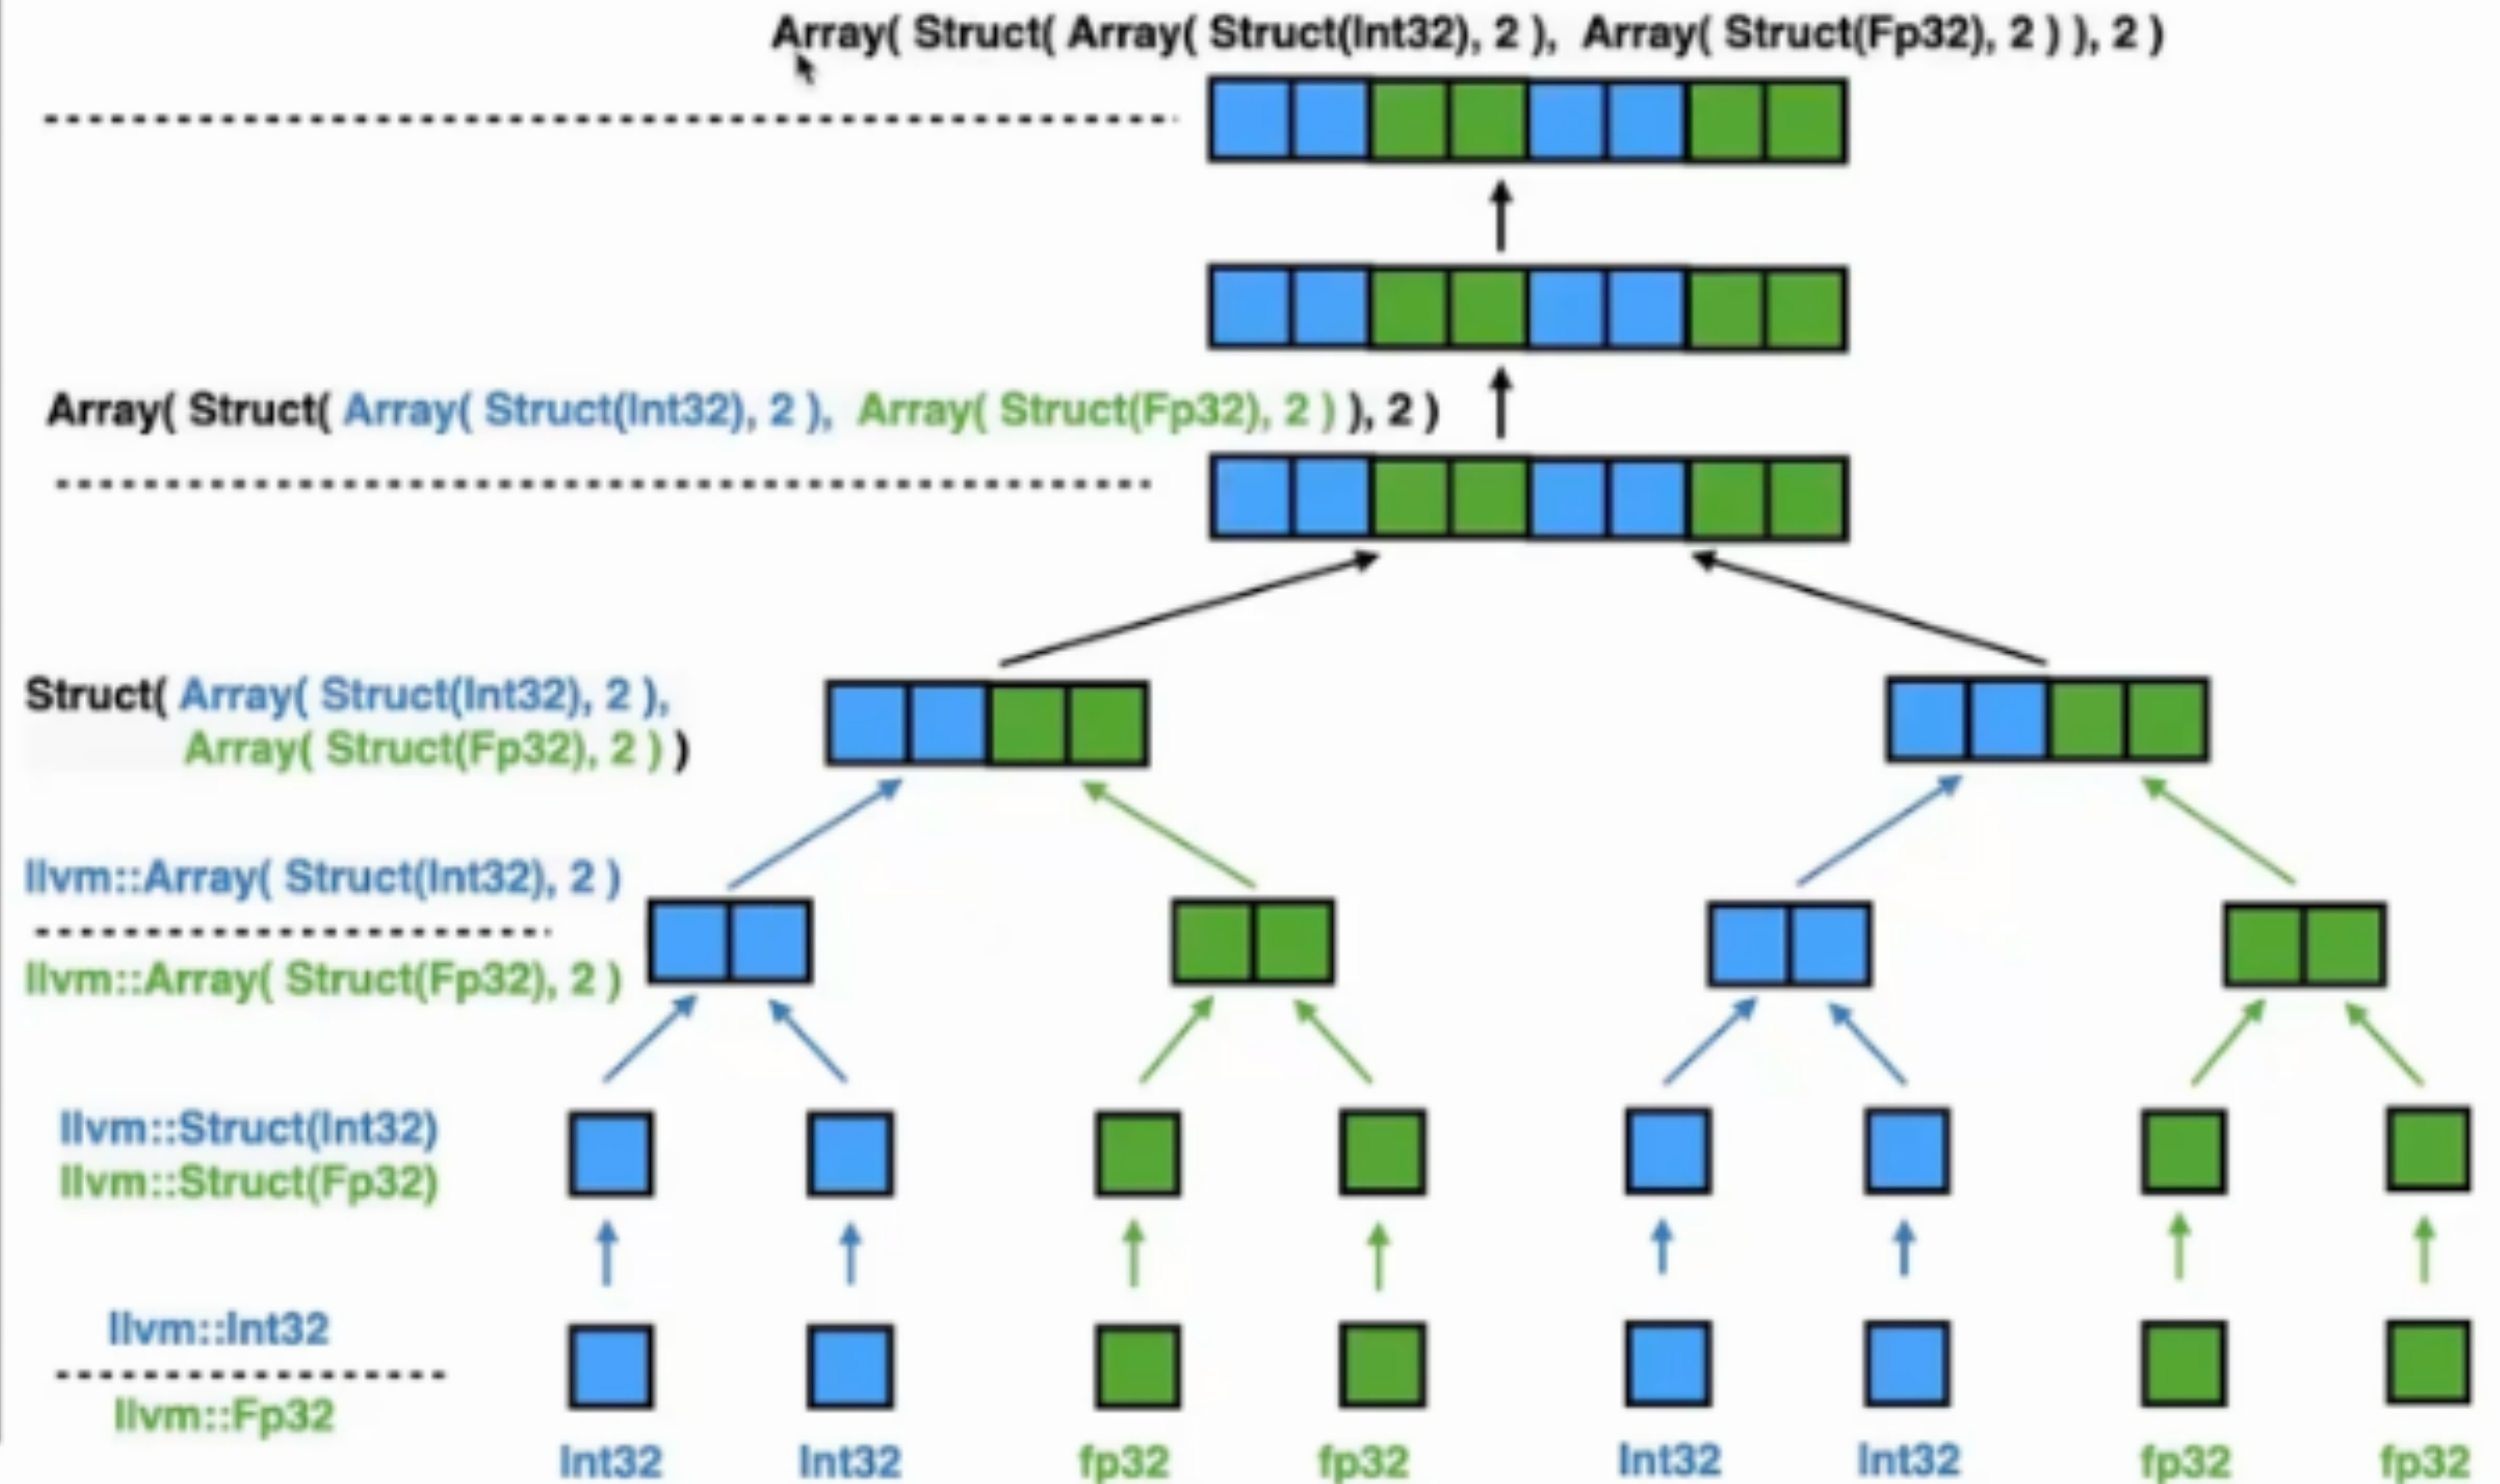 Array( Struct( Array( Struct(Int32), 2 ), Array( Struct(Fp32), 2 ) ), 2 )
Array( Struct( Array( Struct(Int32), 2 ), Array( Struct(Fp32), 2 ) ), 2 )
Struct( Array( Struct(Int32), 2 ),
Array( Struct(Fp32), 2 ) )
llvm::Array( Struct(Int32), 2 )
llvm::Array( Struct(Fp32), 2 )
llvm::Struct(Int32)
llvm::Struct(Fp32)
llvm::Int32
llvm::Fp32
Int32 Int32 fp32 fp32 Int32 Int32 fp32 fp32